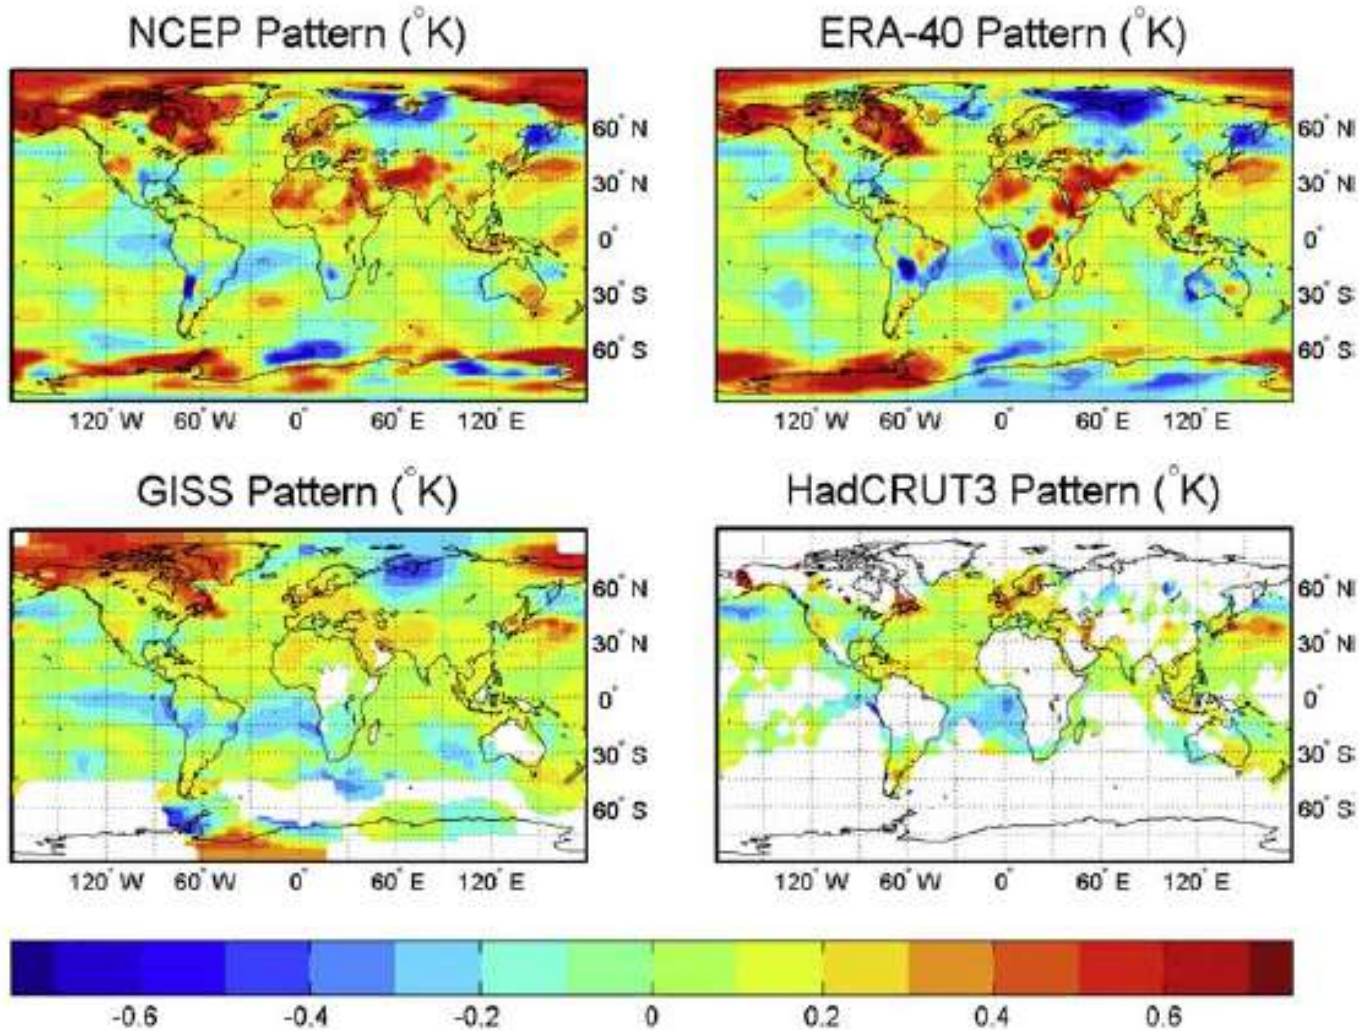 NCEP Pattern (°K)
ERA-40 Pattern (°K)
60° N
30° N
0°
30° S
60° S
120° W 60° W 0° 60° E 120° E
60° N
30° N
0°
30° S
60° S
120° W 60° W 0° 60° E 120° E
GISS Pattern (°K)
HadCRUT3 Pattern (°K)
60° N
30° N
0°
30° S
60° S
120° W 60° W 0° 60° E 120° E
60° N
30° N
0°
30° S
60° S
120° W 60° W 0° 60° E 120° E
-0.6 -0.4 -0.2 0 0.2 0.4 0.6